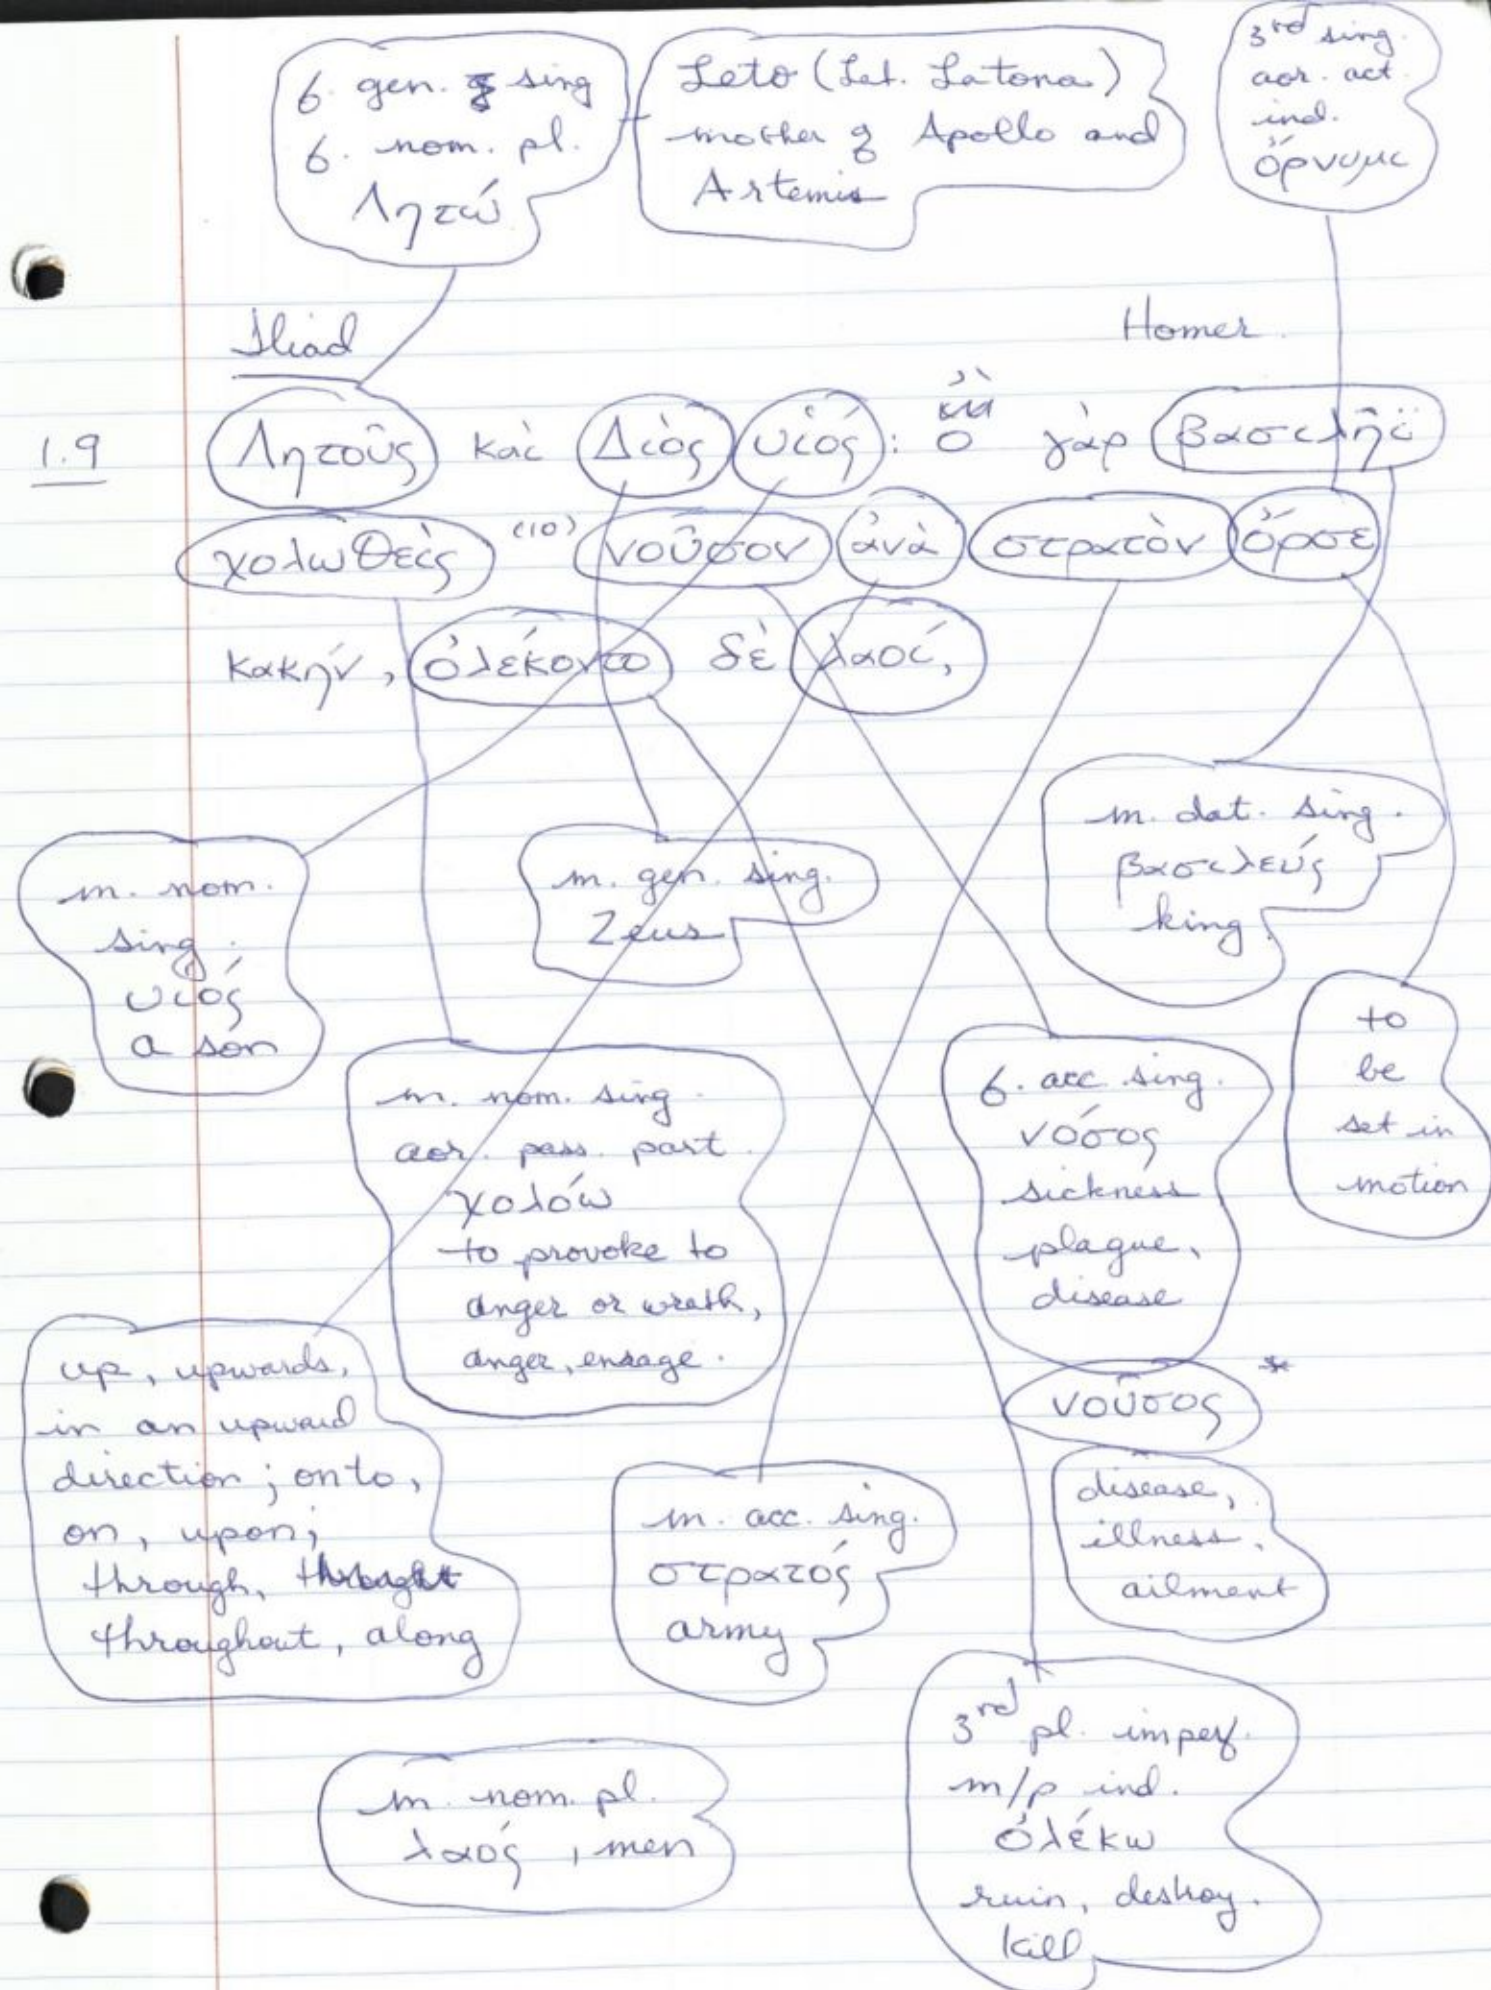 f. gen. sing
f. nom. pl.
Λητώ
Leto (Lat. Latona)
mother of Apollo and
Artemis
3rd sing.
aor. act.
ind.
ὄρνυμι
Iliad
Homer
1.9
Λητοῦς καὶ Διὸς υἱός: ὃ γὰρ βασιλῆϊ
χολωθεὶς (10) νοῦσον ἀνὰ στρατὸν ὄρσε
κακήν, ὀλέκοντο δὲ λαοί,
m. nom.
sing.
υἱός
a son
m. gen. sing.
Zeus
m. dat. sing.
βασιλεύς
king
m. nom. sing.
aor. pass. part.
χολόω
to provoke to
anger or wrath,
anger, enrage.
f. acc. sing.
νόσος
sickness
plague,
disease
to
be
set in
motion
νοῦσος *
disease,
illness,
ailment
up, upwards,
in an upward
direction; onto,
on, upon;
through,
throughout, along
m. acc. sing.
στρατός
army
m. nom. pl.
λαός, men
3rd pl. imperf.
m/p ind.
ὀλέκω
ruin, destroy.
kill